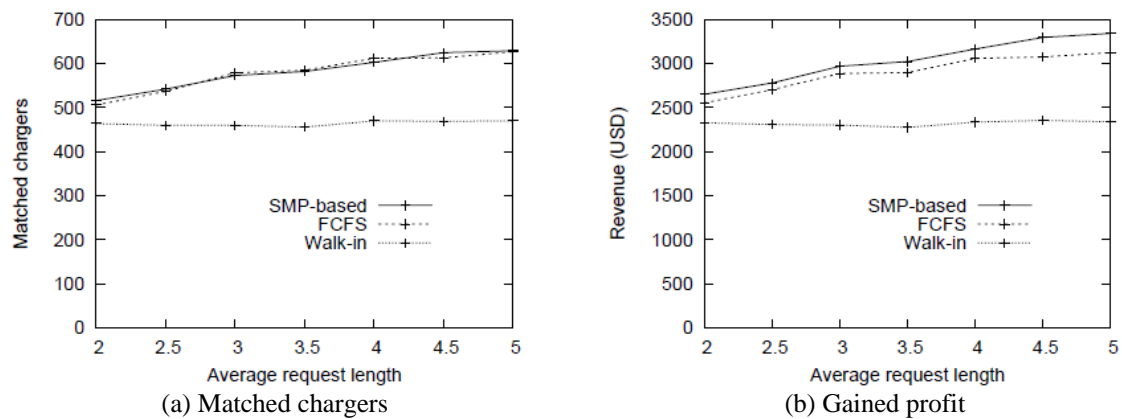 700
600
500
400
300
200
100
0
Matched chargers
SMP-based
FCFS
Walk-in
2 2.5 3 3.5 4 4.5 5
Average request length
(a) Matched chargers
3500
3000
2500
2000
1500
1000
500
0
Revenue (USD)
SMP-based
FCFS
Walk-in
2 2.5 3 3.5 4 4.5 5
Average request length
(b) Gained profit